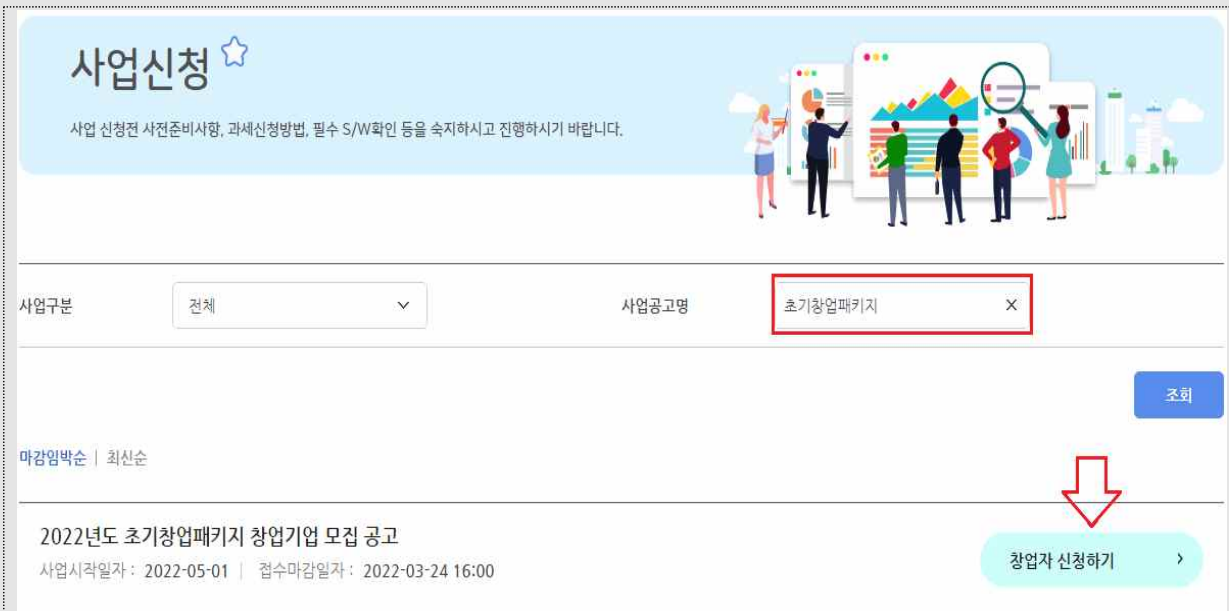 사업신청
사업 신청전 사전준비사항, 과세신청방법, 필수 S/W확인 등을 숙지하시고 진행하시기 바랍니다.
사업구분 전체 사업공고명 초기창업패키지 X
조회
마감임박순 | 최신순
2022년도 초기창업패키지 창업기업 모집 공고
사업시작일자 : 2022-05-01 | 접수마감일자 : 2022-03-24 16:00
창업자 신청하기 >